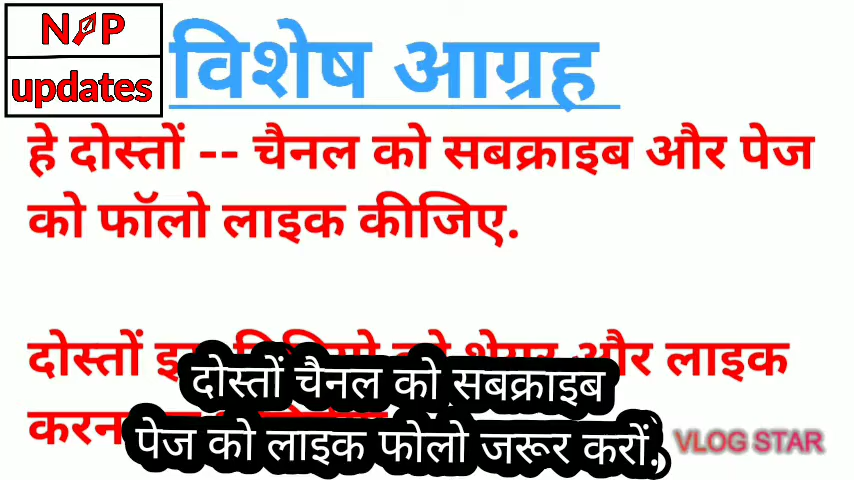 N P
updates
विशेष आग्रह
हे दोस्तों -- चैनल को सबक्राइब और पेज
को फॉलो लाइक कीजिए.
दोस्तों और लाइक
दोस्तों चैनल को सबक्राइब
पेज को लाइक फोलो जरूर करों.
VLOG STAR